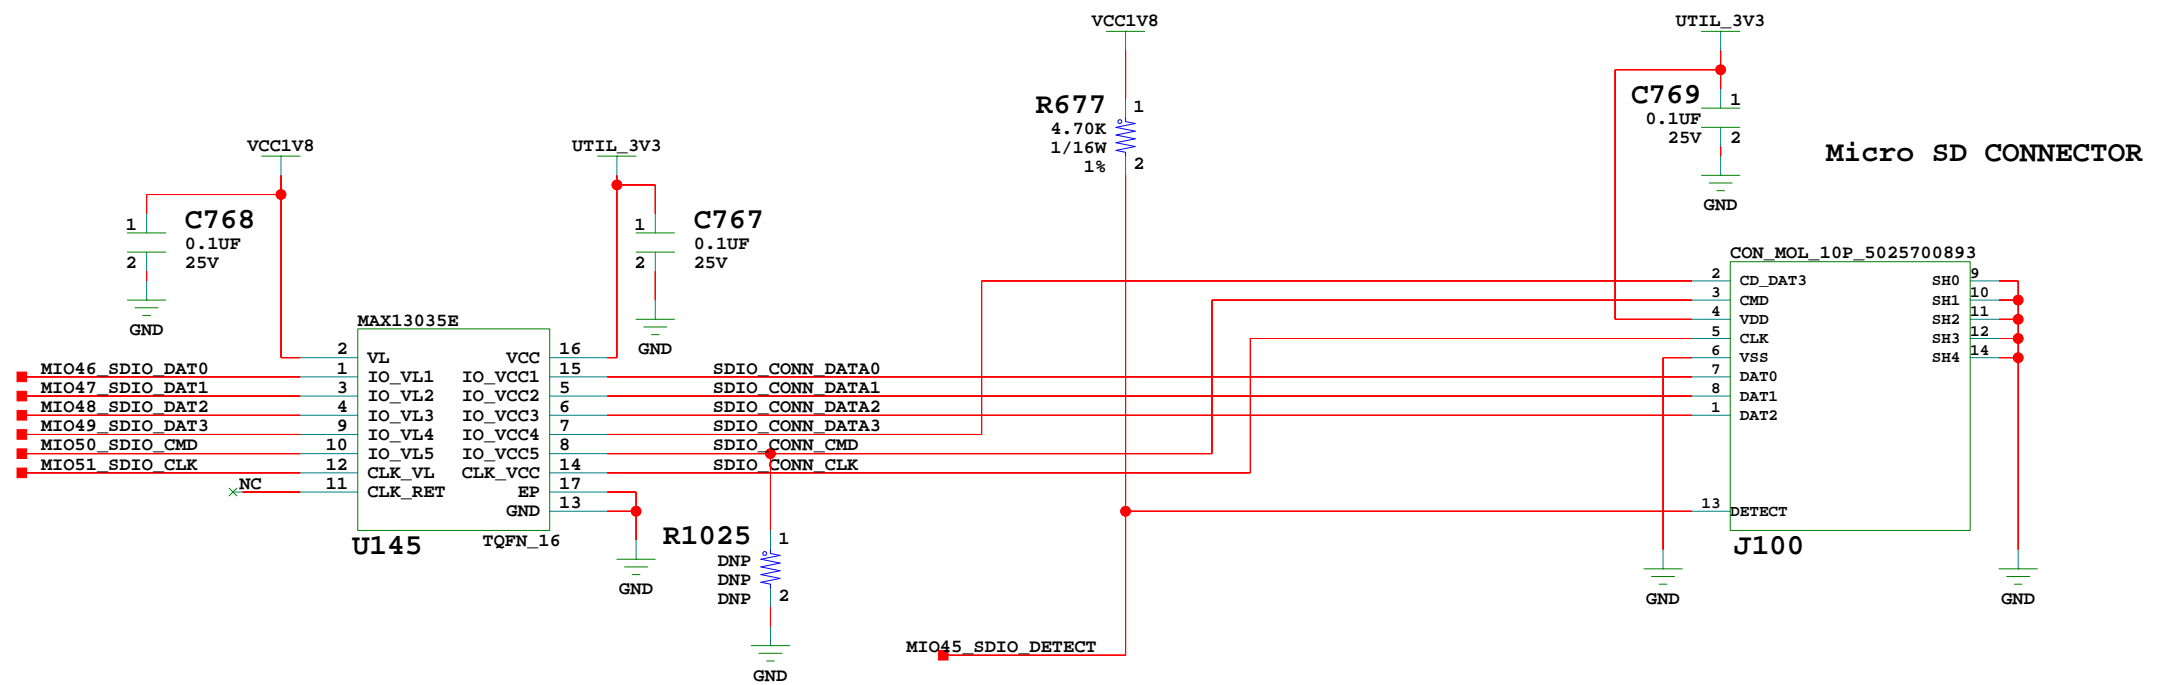 VCC1V8
UTIL_3V3
R677
1
4.70K
1/16W
1%
2
C769
1
0.1UF
25V
2
GND
Micro SD CONNECTOR
VCC1V8
UTIL_3V3
1
C768
0.1UF
2
25V
GND
1
C767
0.1UF
2
25V
GND
MAX13035E
2 VL VCC 16
MIO46_SDIO_DAT0 1 IO_VL1 IO_VCC1 15 SDIO_CONN_DATA0
MIO47_SDIO_DAT1 3 IO_VL2 IO_VCC2 5 SDIO_CONN_DATA1
MIO48_SDIO_DAT2 4 IO_VL3 IO_VCC3 6 SDIO_CONN_DATA2
MIO49_SDIO_DAT3 9 IO_VL4 IO_VCC4 7 SDIO_CONN_DATA3
MIO50_SDIO_CMD 10 IO_VL5 IO_VCC5 8 SDIO_CONN_CMD
MIO51_SDIO_CLK 12 CLK_VL CLK_VCC 14 SDIO_CONN_CLK
NC 11 CLK_RET EP 17
GND 13
U145
TQFN_16
GND
R1025
1
DNP
DNP
DNP
2
GND
MIO45_SDIO_DETECT
CON_MOL_10P_5025700893
2 CD_DAT3 SH0 9
3 CMD SH1 10
4 VDD SH2 11
5 CLK SH3 12
6 VSS SH4 14
7 DAT0
8 DAT1
1 DAT2
13 DETECT
J100
GND
GND